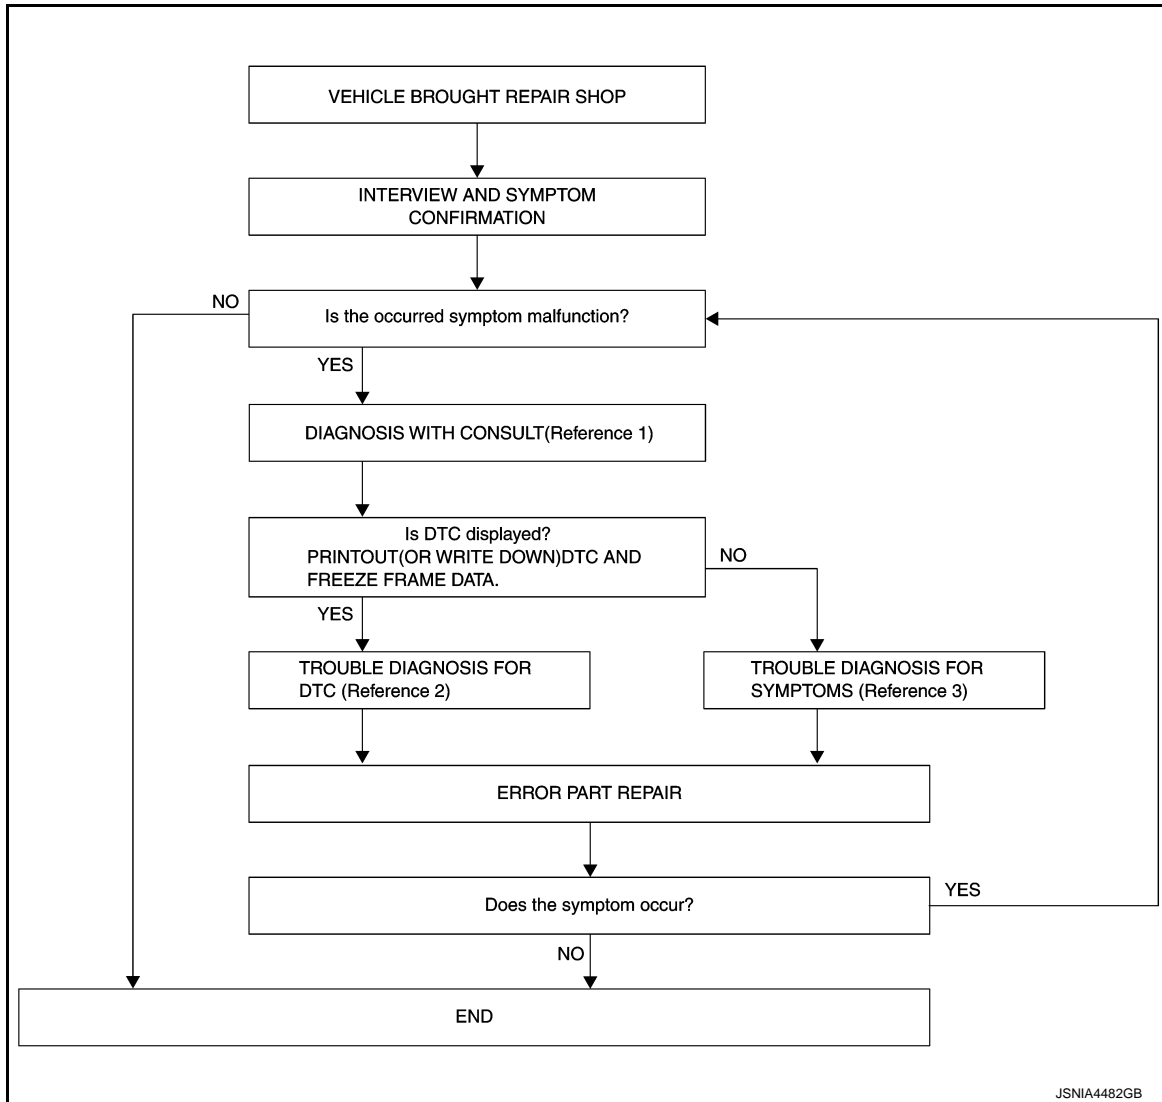 VEHICLE BROUGHT REPAIR SHOP
INTERVIEW AND SYMPTOM
CONFIRMATION
NO
Is the occurred symptom malfunction?
YES
DIAGNOSIS WITH CONSULT(Reference 1)
Is DTC displayed?
PRINTOUT(OR WRITE DOWN)DTC AND
FREEZE FRAME DATA.
NO
YES
TROUBLE DIAGNOSIS FOR
DTC (Reference 2)
TROUBLE DIAGNOSIS FOR
SYMPTOMS (Reference 3)
ERROR PART REPAIR
Does the symptom occur?
YES
NO
END
JSNIA4482GB